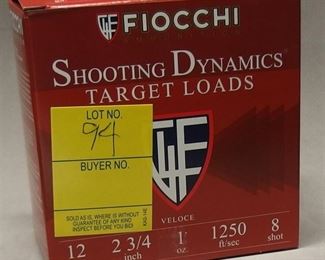 FIOCCHI
SHOOTING DYNAMICS
TARGET LOADS
LOT NO.
94
BUYER NO.
SOLD AS IS, WHERE IS WITHOUT
GUARANTEE OF ANY KIND
INSPECT BEFORE YOU BID!
VELOCE
12 2 3/4 1 1250 8
inch oz. ft/sec shot